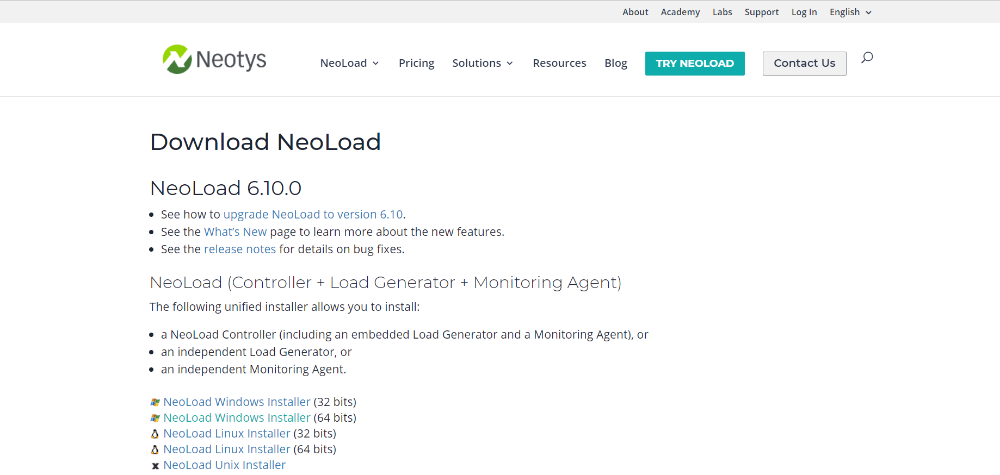 About Academy Labs Support Log In English
Neotys
NeoLoad Pricing Solutions Resources Blog TRY NEOLOAD Contact Us
Download NeoLoad
NeoLoad 6.10.0
• See how to upgrade NeoLoad to version 6.10.
• See the What’s New page to learn more about the new features.
• See the release notes for details on bug fixes.
NeoLoad (Controller + Load Generator + Monitoring Agent)
The following unified installer allows you to install:
• a NeoLoad Controller (including an embedded Load Generator and a Monitoring Agent), or
• an independent Load Generator, or
• an independent Monitoring Agent.
NeoLoad Windows Installer (32 bits)
NeoLoad Windows Installer (64 bits)
NeoLoad Linux Installer (32 bits)
NeoLoad Linux Installer (64 bits)
NeoLoad Unix Installer